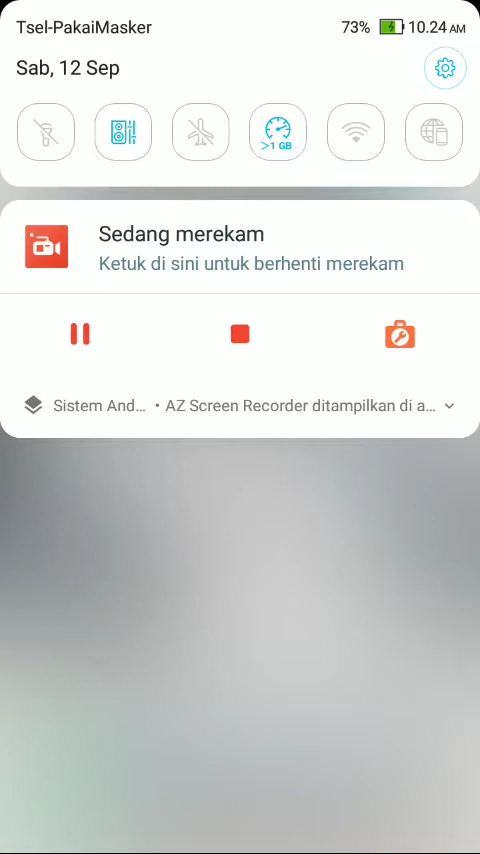 Tsel-PakaiMasker 73% 10.24 AM
Sab, 12 Sep
>1 GB
Sedang merekam
Ketuk di sini untuk berhenti merekam
Sistem And... • AZ Screen Recorder ditampilkan di a...